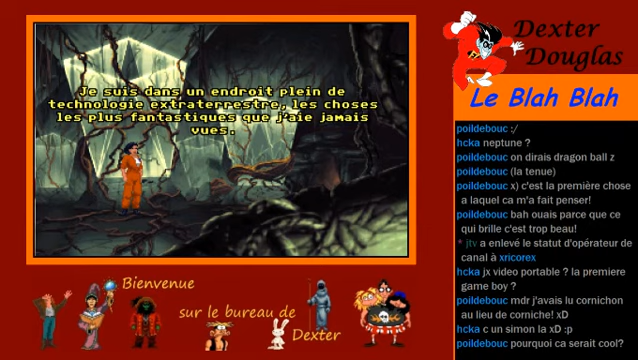 Je suis dans un endroit plein de
technologie extraterrestre, les choses
les plus fantastiques que j'aie jamais
vues.
Bienvenue
sur le bureau de
Dexter
Dexter
Douglas
Le Blah Blah
poildebouc :/
hcka neptune ?
poildebouc on dirais dragon ball z
poildebouc (la tenue)
poildebouc x) c'est la première chose
a laquel ca m'a fait penser!
poildebouc bah ouais parce que ce
qui brille c'est trop beau!
* jtv a enlevé le statut d'opérateur de
canal à xricorex
hcka jx video portable ? la premiere
game boy ?
poildebouc mdr j'avais lu cornichon
au lieu de corniche! xD
hcka c un simon la xD :p
poildebouc pourquoi ca serait cool?